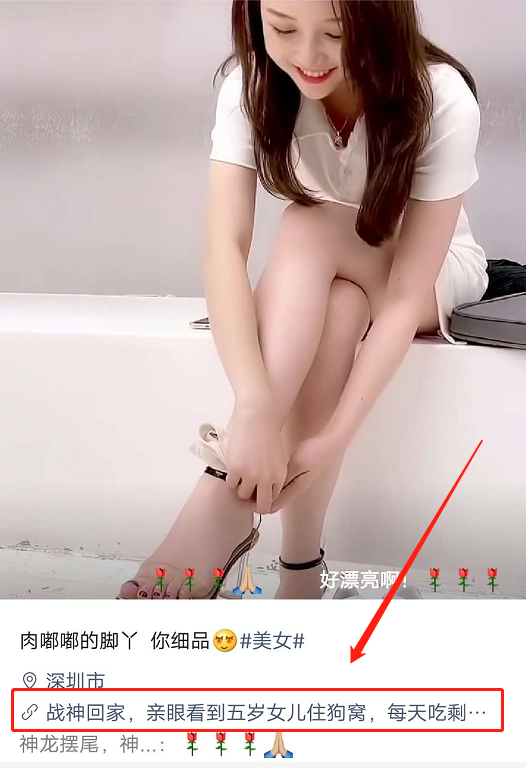 好漂亮啊!
肉嘟嘟的脚丫 你细品😍#美女#
深圳市
战神回家，亲眼看到五岁女儿住狗窝，每天吃剩…
神龙摆尾，神...：🌹🌹🌹🙏